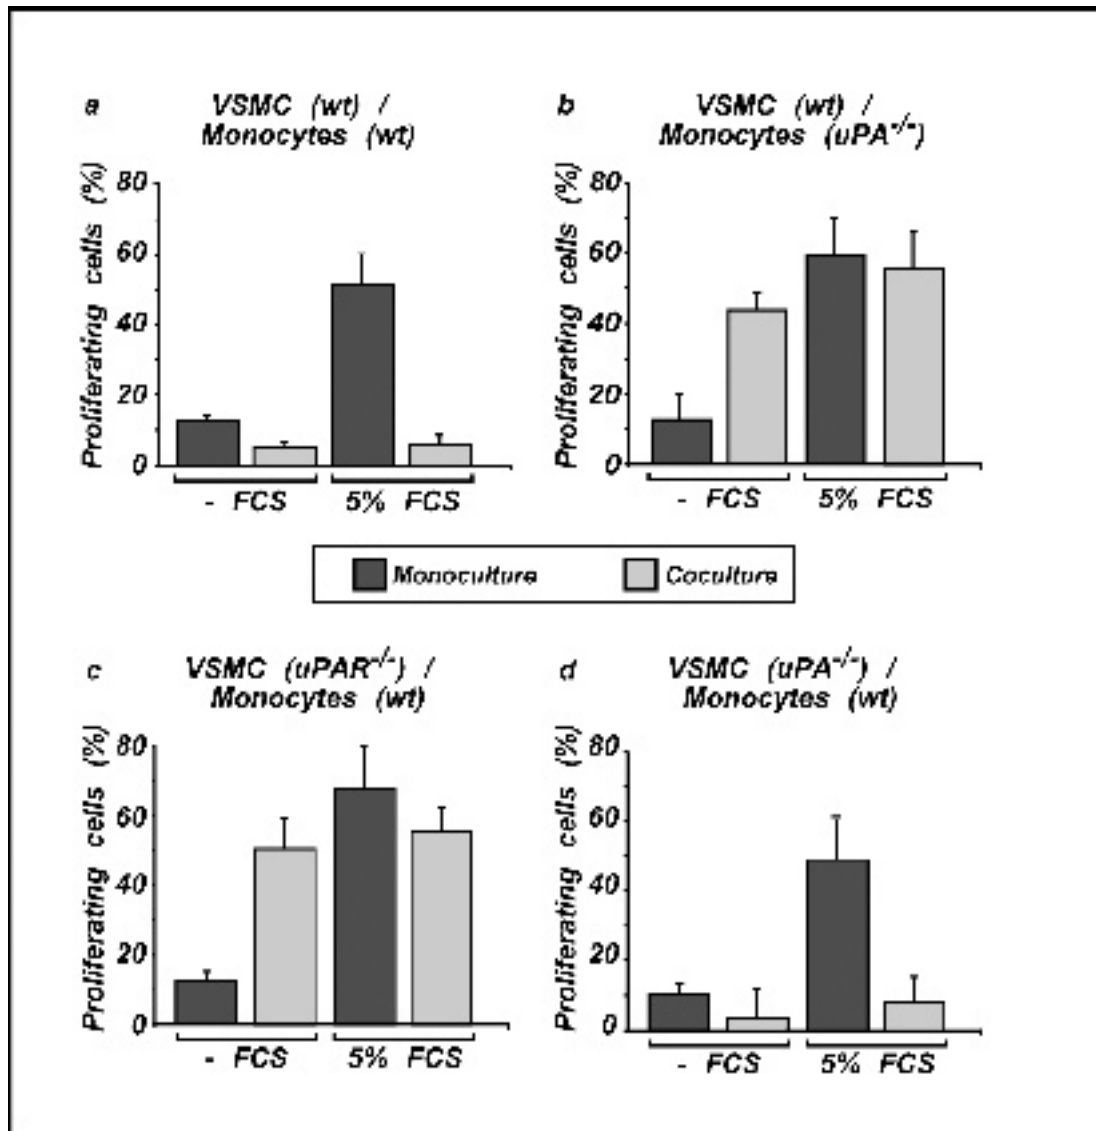 a VSMC (wt) /
Monocytes (wt)
Proliferating cells (%)
80
60
40
20
0
- FCS 5% FCS
b VSMC (wt) /
Monocytes (uPA-/-)
Proliferating cells (%)
80
60
40
20
0
- FCS 5% FCS
Monoculture Coculture
c VSMC (uPAR-/-) /
Monocytes (wt)
Proliferating cells (%)
80
60
40
20
0
- FCS 5% FCS
d VSMC (uPA-/-) /
Monocytes (wt)
Proliferating cells (%)
80
60
40
20
0
- FCS 5% FCS